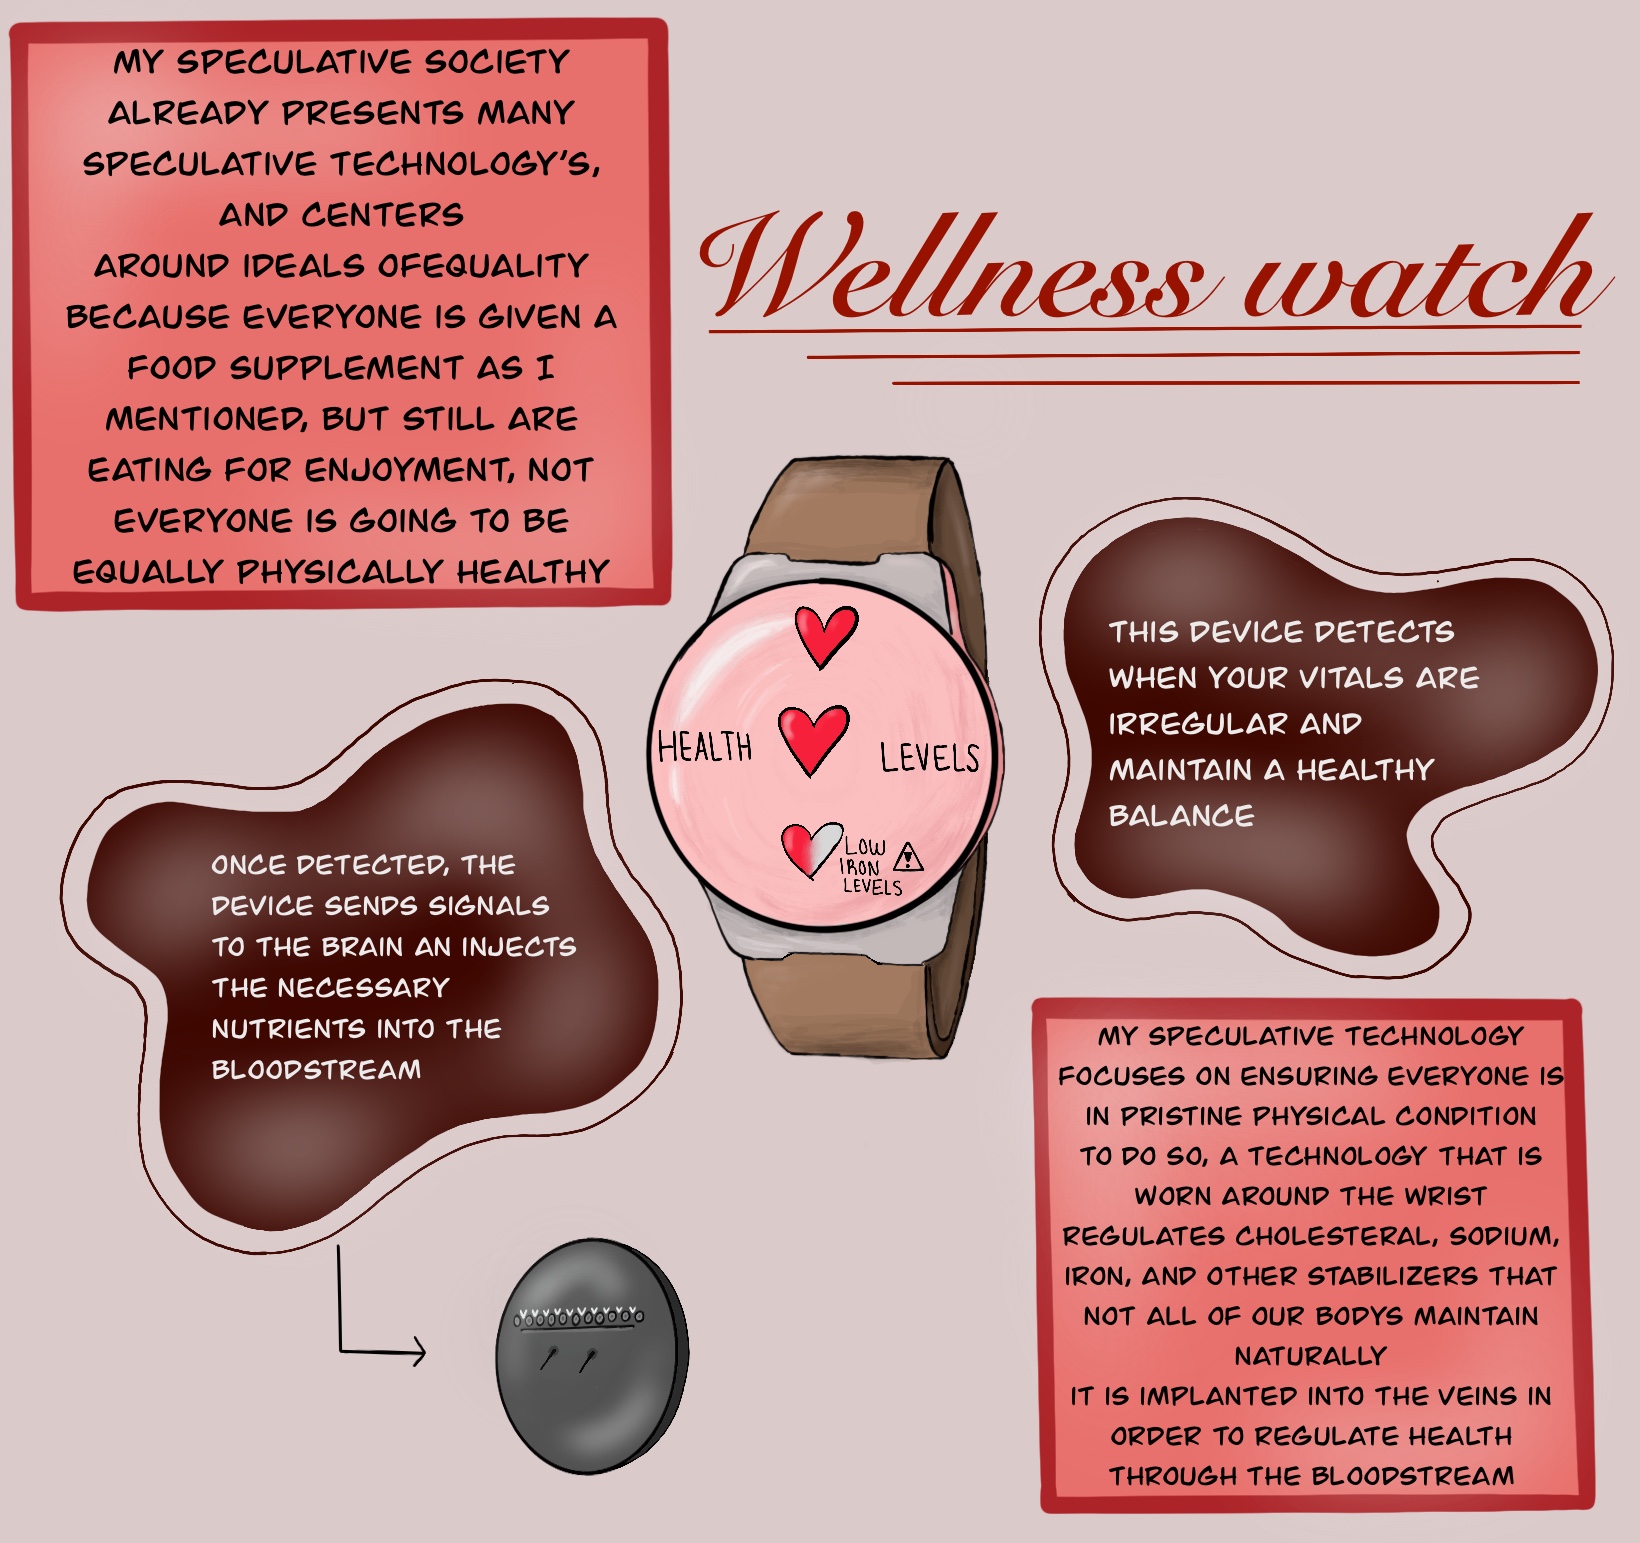 MY SPECULATIVE SOCIETY
ALREADY PRESENTS MANY
SPECULATIVE TECHNOLOGY'S,
AND CENTERS
AROUND IDEALS OFEQUALITY
BECAUSE EVERYONE IS GIVEN A
FOOD SUPPLEMENT AS I
MENTIONED, BUT STILL ARE
EATING FOR ENJOYMENT, NOT
EVERYONE IS GOING TO BE
EQUALLY PHYSICALLY HEALTHY
Wellness watch
HEALTH LEVELS
LOW
IRON
LEVELS
THIS DEVICE DETECTS
WHEN YOUR VITALS ARE
IRREGULAR AND
MAINTAIN A HEALTHY
BALANCE
ONCE DETECTED, THE
DEVICE SENDS SIGNALS
TO THE BRAIN AN INJECTS
THE NECESSARY
NUTRIENTS INTO THE
BLOODSTREAM
MY SPECULATIVE TECHNOLOGY
FOCUSES ON ENSURING EVERYONE IS
IN PRISTINE PHYSICAL CONDITION
TO DO SO, A TECHNOLOGY THAT IS
WORN AROUND THE WRIST
REGULATES CHOLESTERAL, SODIUM,
IRON, AND OTHER STABILIZERS THAT
NOT ALL OF OUR BODYS MAINTAIN
NATURALLY
IT IS IMPLANTED INTO THE VEINS IN
ORDER TO REGULATE HEALTH
THROUGH THE BLOODSTREAM